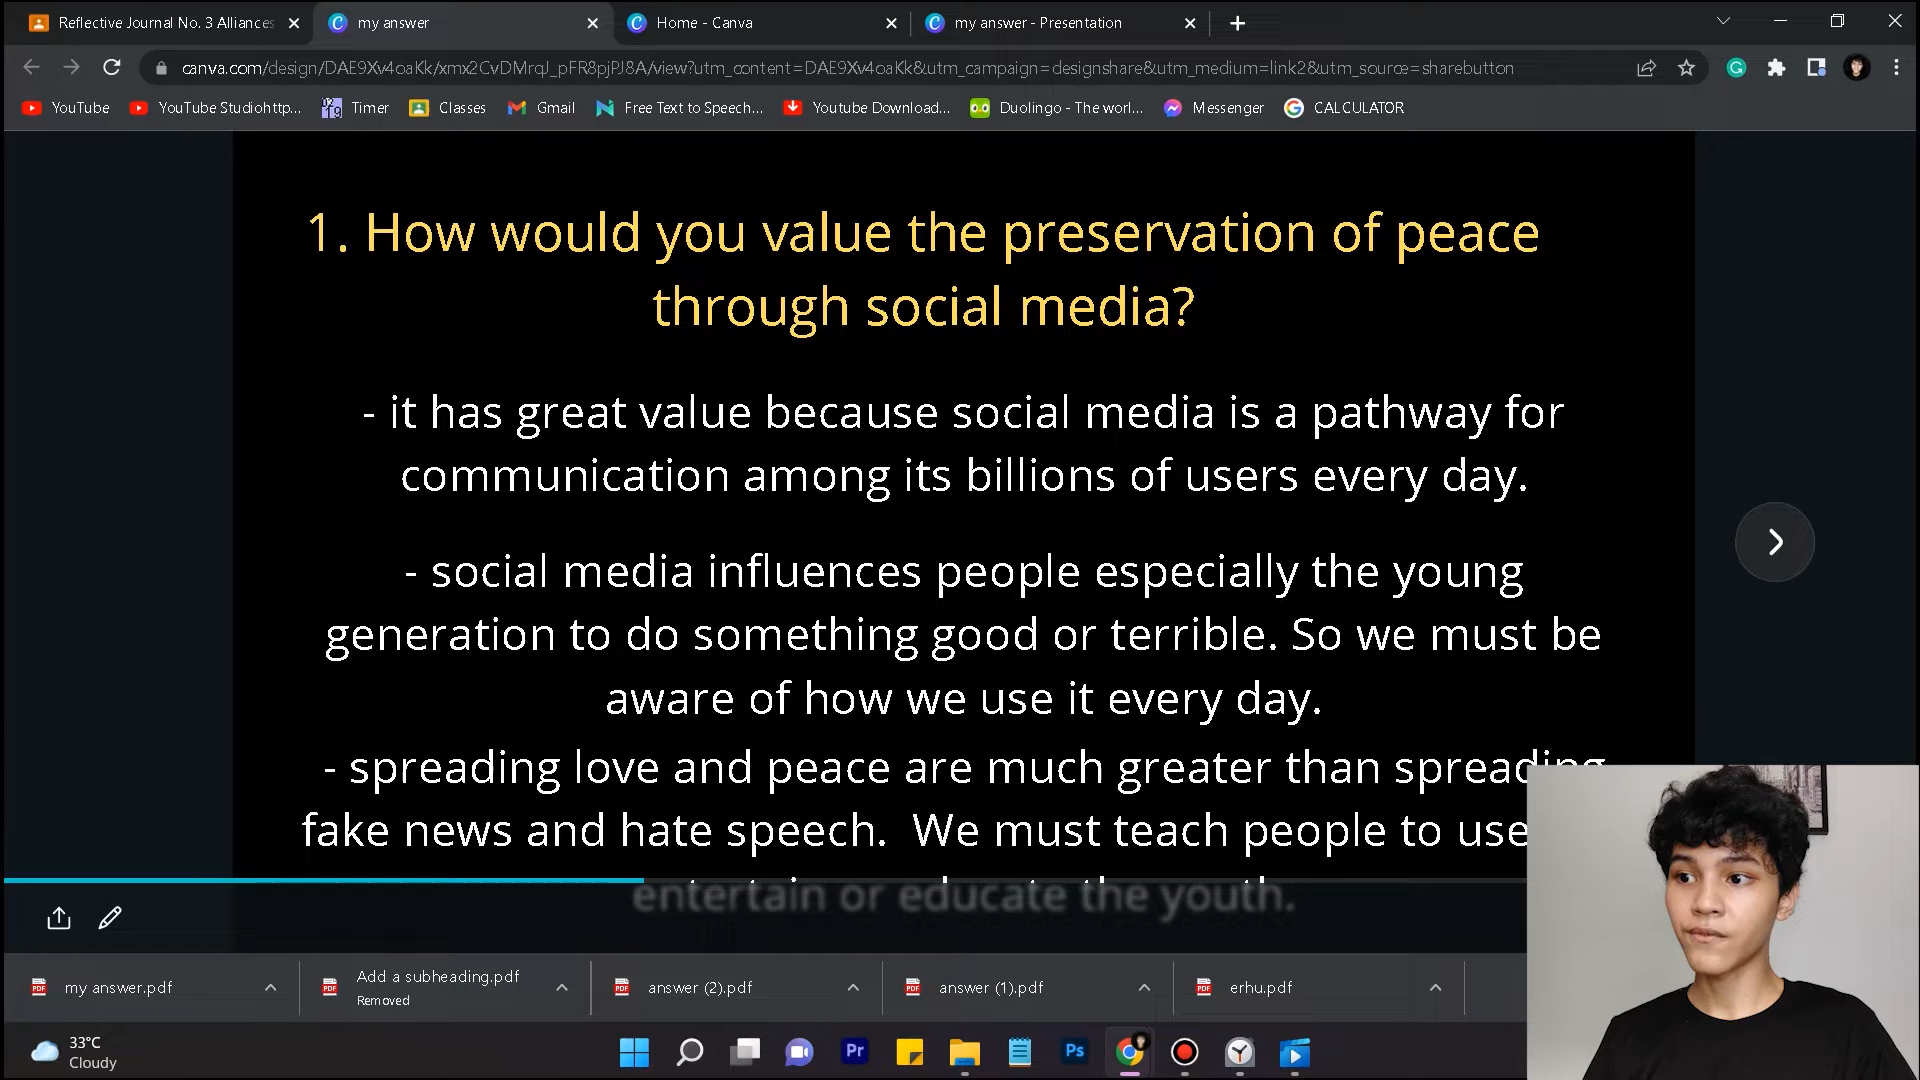 Reflective Journal No. 3 Alliances
my answer
Home - Canva
my answer - Presentation
canva.com/design/DAE9Xv4oaKk/xmx2CvDMrqJ_pFR8pjPJ8A/view?utm_content=DAE9Xv4oaKk&utm_campaign=designshare&utm_medium=link2&utm_source=sharebutton
YouTube
YouTube Studiohttp...
Timer
Classes
Gmail
Free Text to Speech...
Youtube Download...
Duolingo - The worl...
Messenger
CALCULATOR
1. How would you value the preservation of peace
through social media?
- it has great value because social media is a pathway for
communication among its billions of users every day.
- social media influences people especially the young
generation to do something good or terrible. So we must be
aware of how we use it every day.
- spreading love and peace are much greater than spreading
fake news and hate speech. We must teach people to use
entertain or educate the youth.
my answer.pdf
Add a subheading.pdf
Removed
answer (2).pdf
answer (1).pdf
erhu.pdf
33°C
Cloudy
Pr
Ps